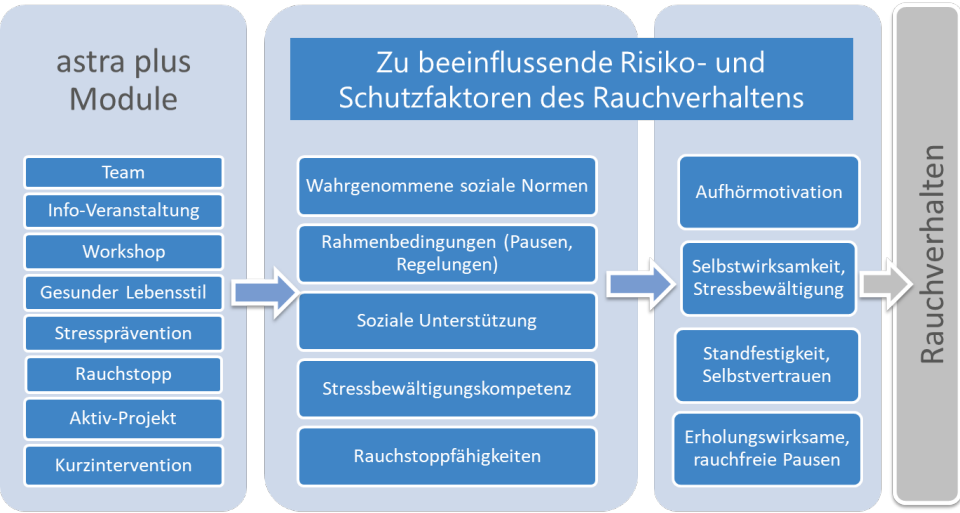 astra plus
Module
Team
Info-Veranstaltung
Workshop
Gesunder Lebensstil
Stressprävention
Rauchstopp
Aktiv-Projekt
Kurzintervention
Zu beeinflussende Risiko- und
Schutzfaktoren des Rauchverhaltens
Wahrgenommene soziale Normen
Rahmenbedingungen (Pausen,
Regelungen)
Soziale Unterstützung
Stressbewältigungskompetenz
Rauchstoppfähigkeiten
Aufhörmotivation
Selbstwirksamkeit,
Stressbewältigung
Standfestigkeit,
Selbstvertrauen
Erholungswirksame,
rauchfreie Pausen
Rauchverhalten